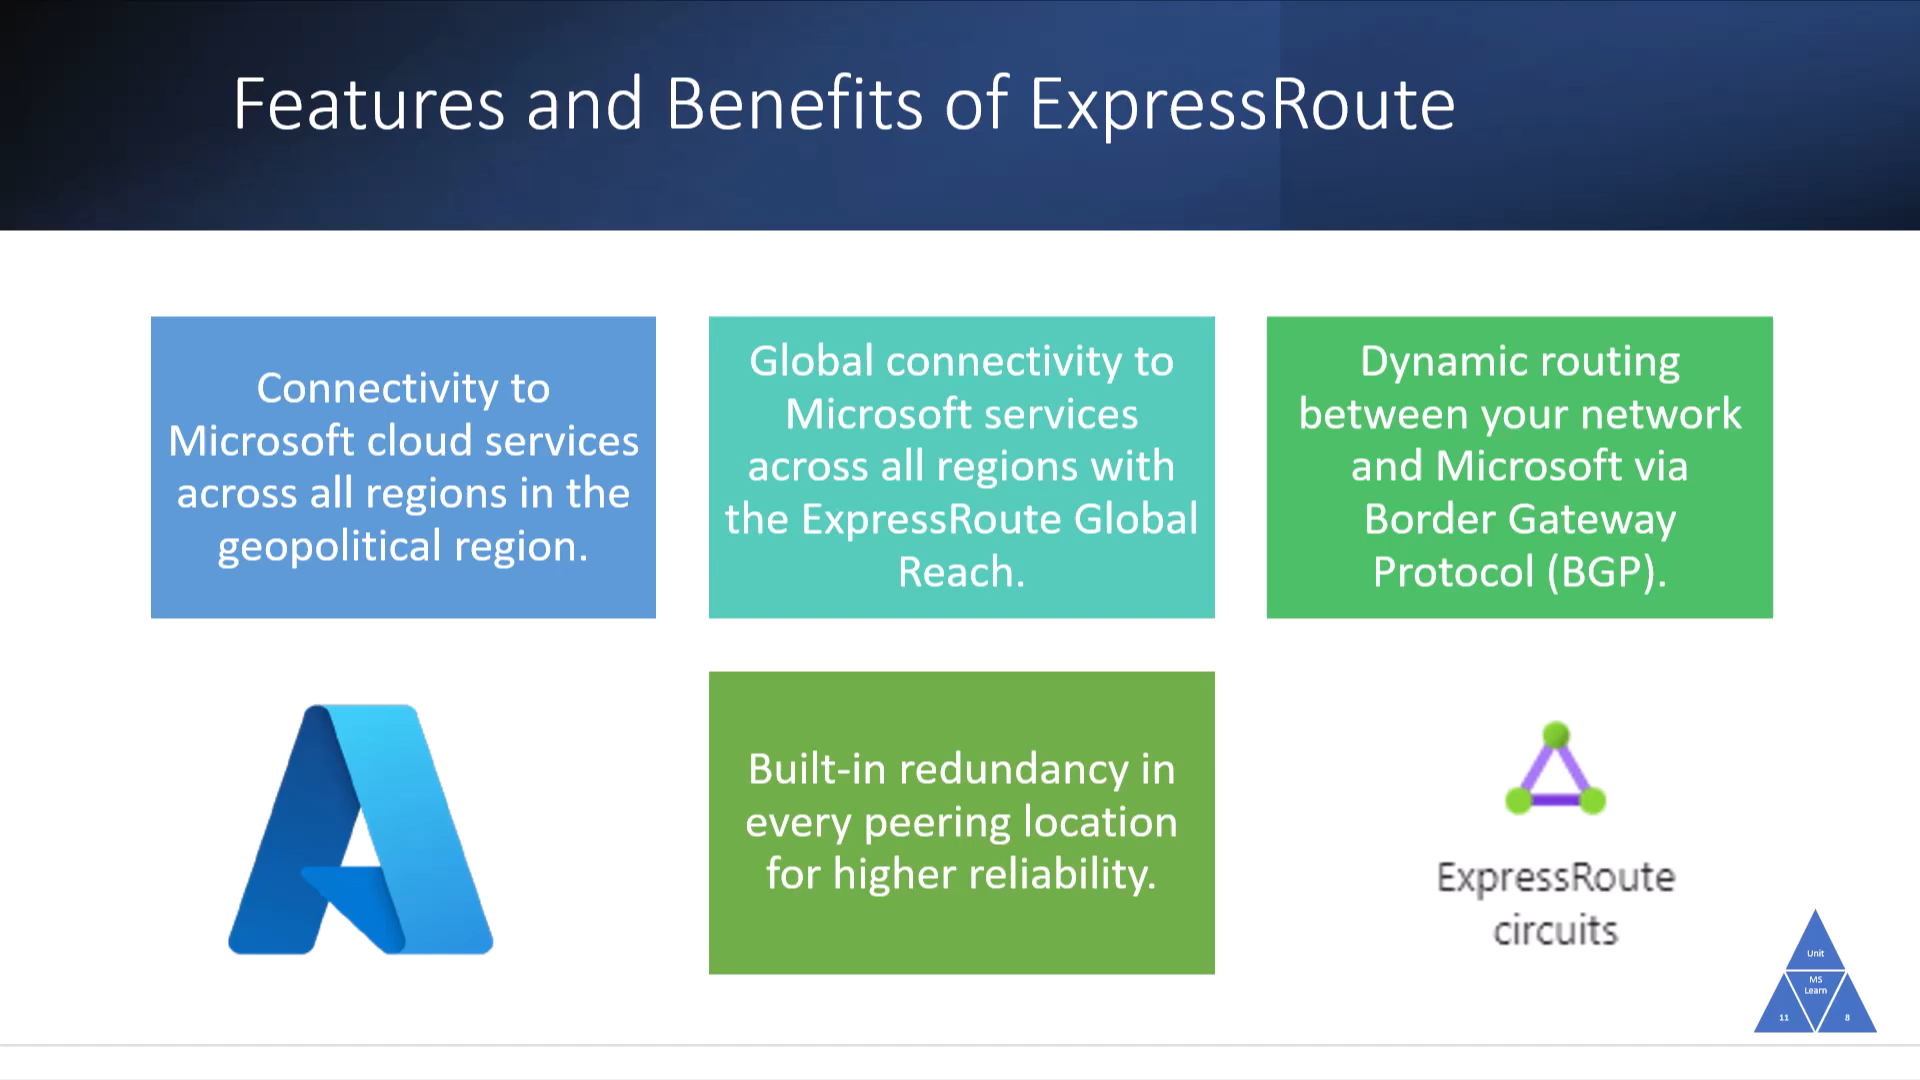 Features and Benefits of ExpressRoute
Connectivity to
Microsoft cloud services
across all regions in the
geopolitical region.
Global connectivity to
Microsoft services
across all regions with
the ExpressRoute Global
Reach.
Dynamic routing
between your network
and Microsoft via
Border Gateway
Protocol (BGP).
Built-in redundancy in
every peering location
for higher reliability.
ExpressRoute
circuits
Unit
MS
Learn
11
8